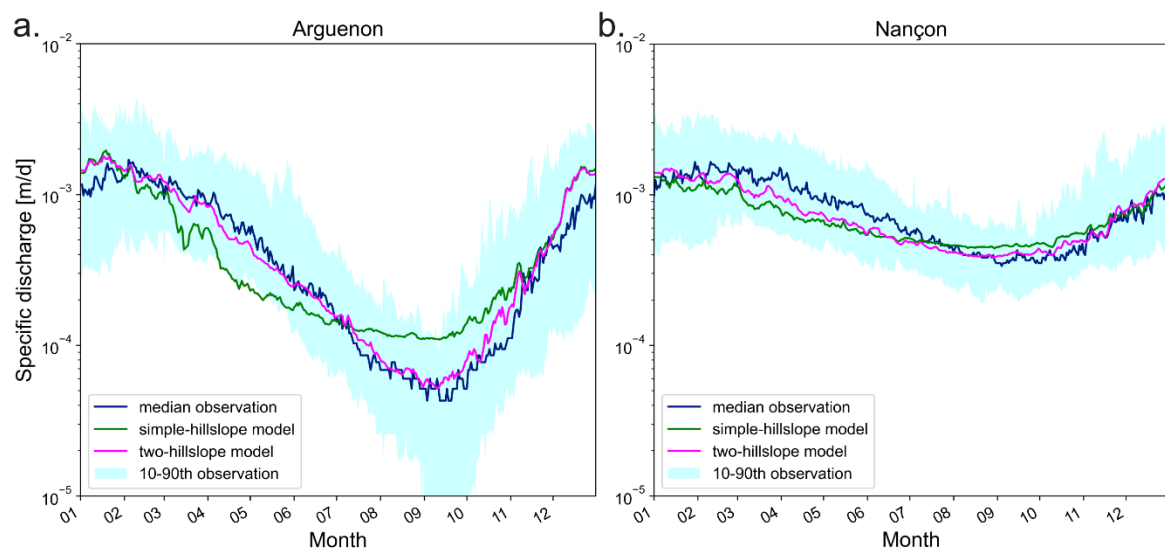 a.
Arguenon
Specific discharge [m/d]
10⁻²
10⁻³
10⁻⁴
10⁻⁵
median observation
simple-hillslope model
two-hillslope model
10-90th observation
01 02 03 04 05 06 07 08 09 10 11 12
Month
b.
Nançon
10⁻²
10⁻³
10⁻⁴
10⁻⁵
median observation
simple-hillslope model
two-hillslope model
10-90th observation
01 02 03 04 05 06 07 08 09 10 11 12
Month